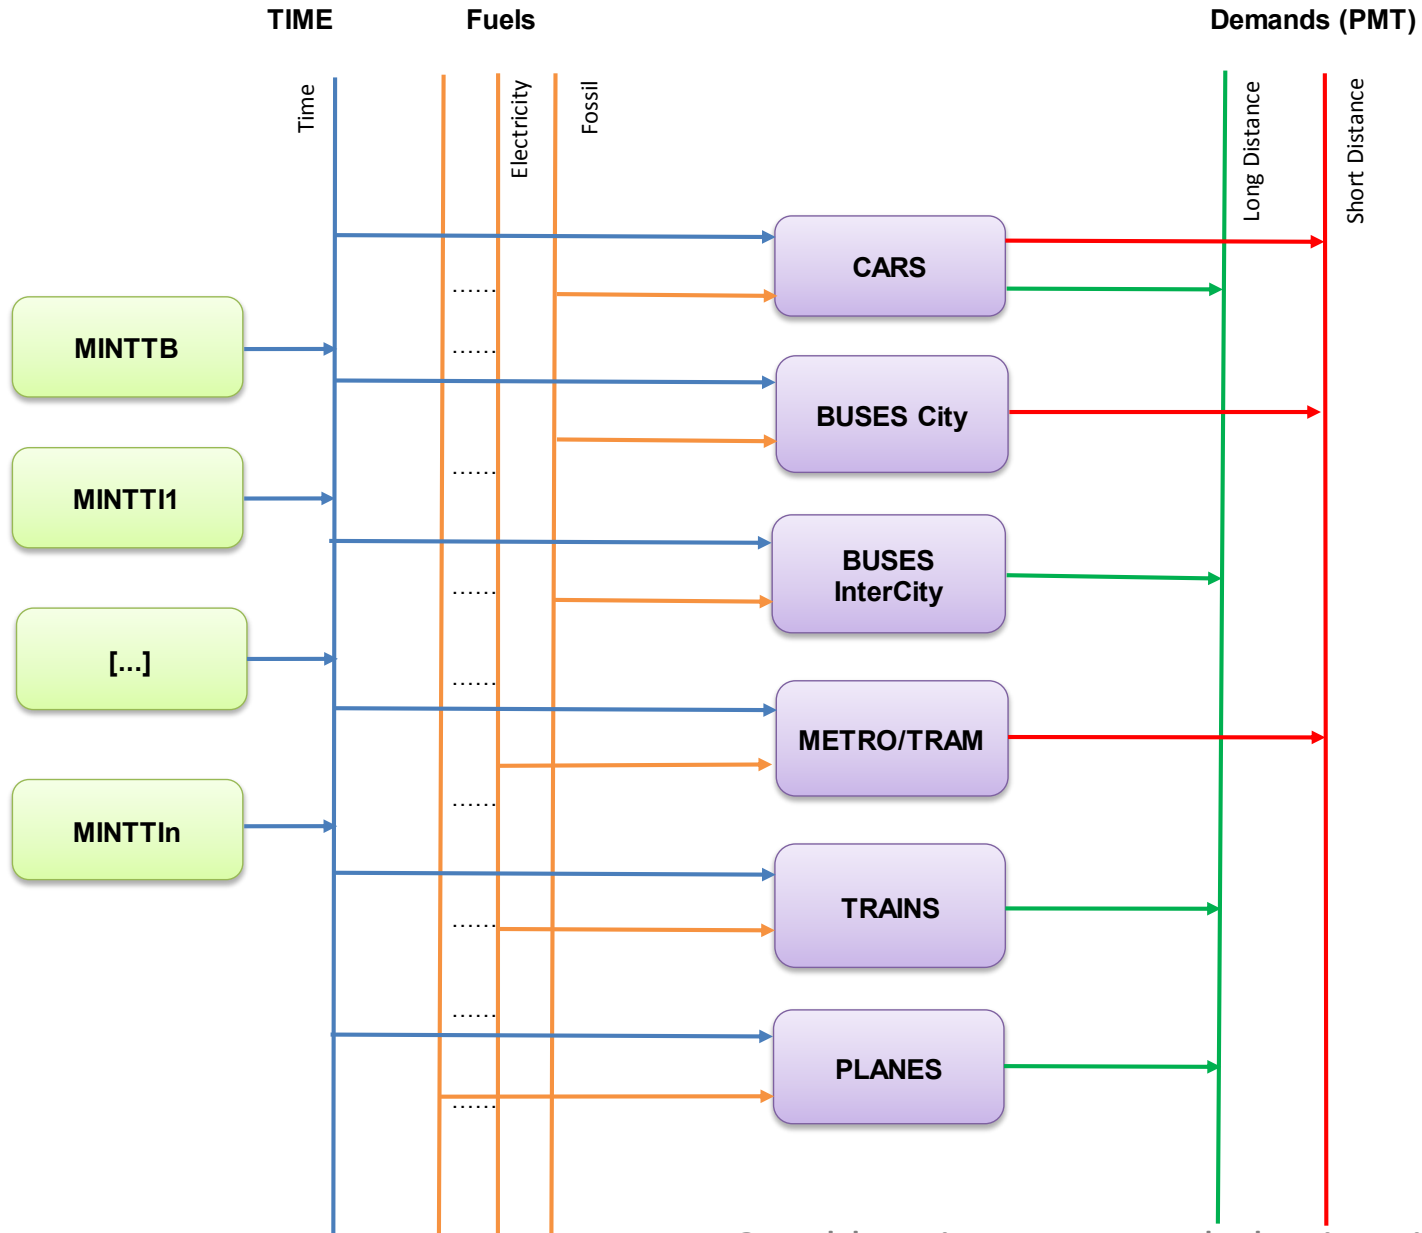 TIME
Fuels
Demands (PMT)
Time
Electricity
Fossil
Long Distance
Short Distance
CARS
......
MINTTB
......
BUSES City
......
MINTTI1
BUSES
InterCity
......
[...]
......
METRO/TRAM
......
MINTTIn
TRAINS
......
......
PLANES
......